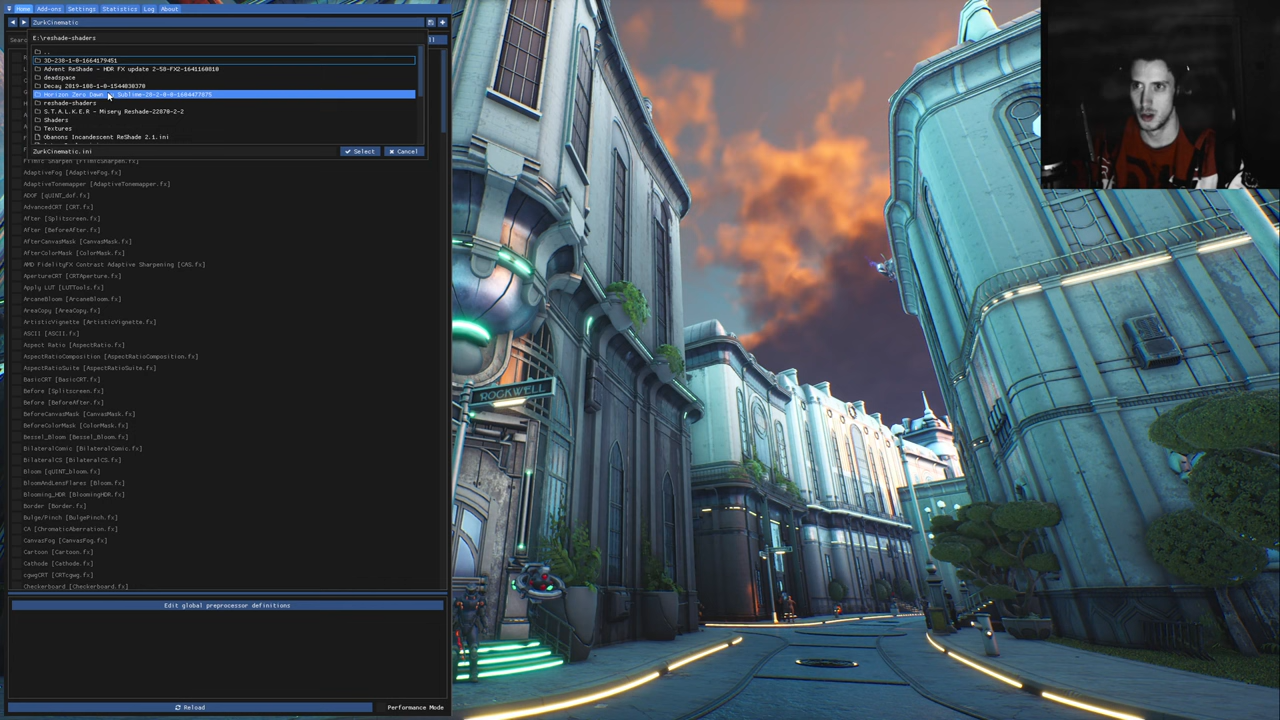 Home Add-ons Settings Statistics Log About
ZurkCinematic
E:\reshade-shaders
..
3D-238-1-0-1664179451
Advent ReShade - HDR FX update 2-58-FX2-1641168810
deadspace
Decay 2019-188-1-0-1544038370
Horizon Zero Dawn Sublime-28-2-0-0-1604477075
reshade-shaders
S.T.A.L.K.E.R - Misery Reshade-22870-2-2
Shaders
Textures
Obanons Incandescent ReShade 2.1.ini
ZurkCinematic.ini
Select
Cancel
AdaptiveFog [AdaptiveFog.fx]
AdaptiveTonemapper [AdaptiveTonemapper.fx]
ADOF [qUINT_dof.fx]
AdvancedCRT [CRT.fx]
After [Splitscreen.fx]
After [BeforeAfter.fx]
AfterCanvasMask [CanvasMask.fx]
AfterColorMask [ColorMask.fx]
AMD FidelityFX Contrast Adaptive Sharpening [CAS.fx]
ApertureCRT [CRTAperture.fx]
Apply LUT [LUTTools.fx]
ArcaneBloom [ArcaneBloom.fx]
AreaCopy [AreaCopy.fx]
ArtisticVignette [ArtisticVignette.fx]
ASCII [ASCII.fx]
Aspect Ratio [AspectRatio.fx]
AspectRatioComposition [AspectRatioComposition.fx]
AspectRatioSuite [AspectRatioSuite.fx]
BasicCRT [BasicCRT.fx]
Before [Splitscreen.fx]
Before [BeforeAfter.fx]
BeforeCanvasMask [CanvasMask.fx]
BeforeColorMask [ColorMask.fx]
Bessel_Bloom [Bessel_Bloom.fx]
BilateralComic [BilateralComic.fx]
BilateralCS [BilateralCS.fx]
Bloom [qUINT_bloom.fx]
BloomAndLensFlares [Bloom.fx]
Blooming_HDR [BloomingHDR.fx]
Border [Border.fx]
Bulge/Pinch [BulgePinch.fx]
CA [ChromaticAberration.fx]
CanvasFog [CanvasFog.fx]
Cartoon [Cartoon.fx]
Cathode [Cathode.fx]
cgwgCRT [CRTcgwg.fx]
Checkerboard [Checkerboard.fx]
Edit global preprocessor definitions
Reload
Performance Mode
ROCKWELL